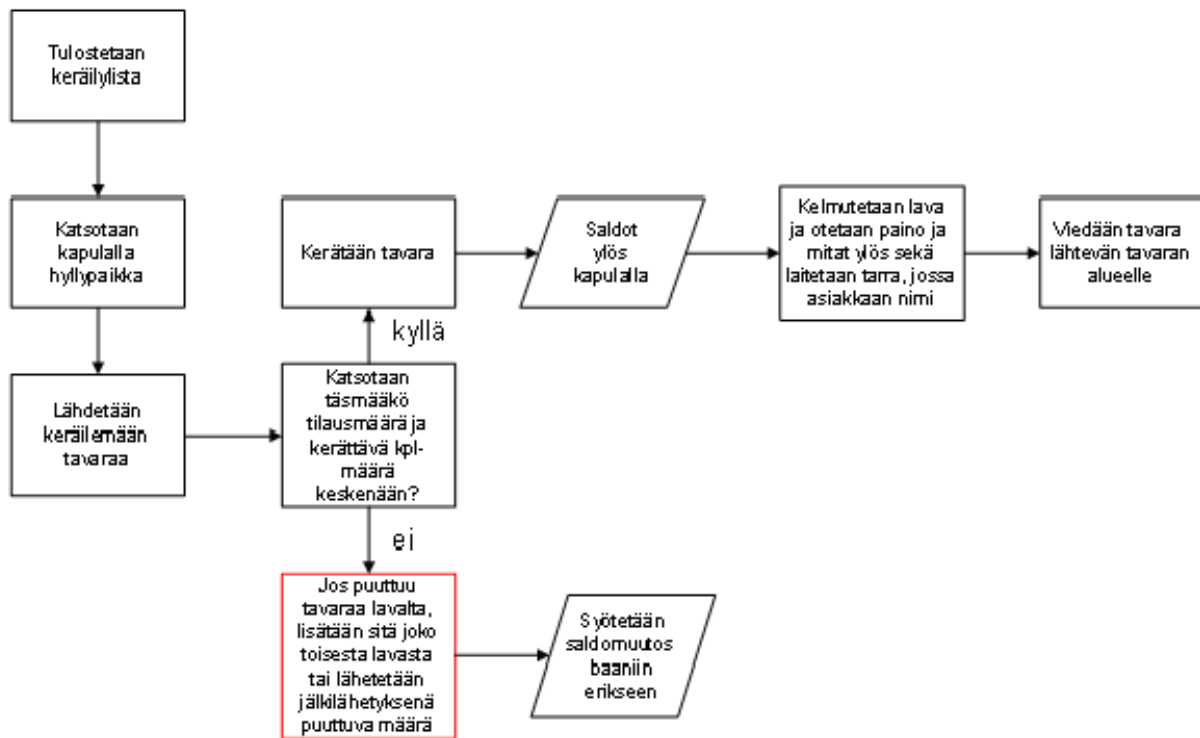 Tulostetaan
keräilylista
Katsotaan
kapulalla
hyllypaikka
Lähdetään
keräilemään
tavaraa
Katsotaan
täsmääkö
tilausmäärä ja
kerättävä kpl-
määrä
keskenään?
kyllä
Kerätään tavara
Saldot
ylös
kapulalla
Kelmutetaan lava
ja otetaan paino ja
mitat ylös sekä
laitetaan tarra, jossa
asiakkaan nimi
Viedään tavara
lähtevän tavaran
alueelle
ei
Jos puuttuu
tavaraa lavalta,
lisätään sitä joko
toisesta lavasta
tai lähetetään
jälkilähetyksenä
puuttuva määrä
Syötetään
saldomuutos
baaniin
erikseen